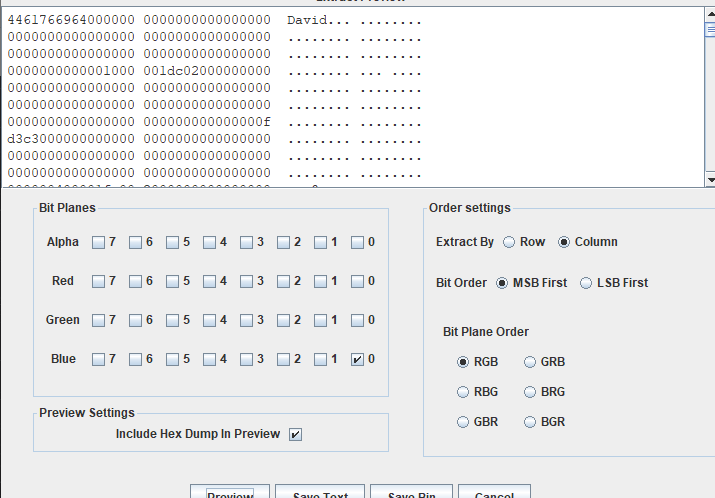 4461766964000000 0000000000000000 David... ........
0000000000000000 0000000000000000 ........ ........
0000000000000000 0000000000000000 ........ ........
0000000000001000 001dc02000000000 ........ ... ....
0000000000000000 0000000000000000 ........ ........
0000000000000000 0000000000000000 ........ ........
0000000000000000 000000000000000f ........ ........
d3c3000000000000 0000000000000000 ........ ........
0000000000000000 0000000000000000 ........ ........
0000000000000000 0000000000000000 ........ ........
Bit Planes
Alpha 7 6 5 4 3 2 1 0
Red 7 6 5 4 3 2 1 0
Green 7 6 5 4 3 2 1 0
Blue 7 6 5 4 3 2 1 0
Preview Settings
Include Hex Dump In Preview
Order settings
Extract By Row Column
Bit Order MSB First LSB First
Bit Plane Order
RGB GRB
RBG BRG
GBR BGR
Preview Save Text Save Bin Cancel